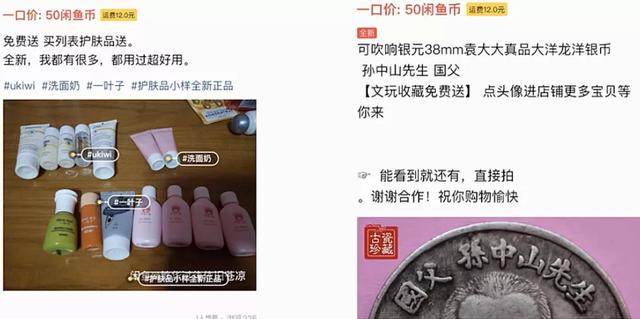 一口价: 50闲鱼币 运费12.0元
免费送 买列表护肤品送。
全新，我都有很多，都用过超好用。
#ukiwi #洗面奶 #一叶子 #护肤品小样全新正品
#ukiwi
#洗面奶
#一叶子
#护肤品小样全新正品
一口价: 50闲鱼币 运费12.0元
全新
可吹响银元38mm袁大大真品大洋龙洋银币
孙中山先生 国父
【文玩收藏免费送】 点头像进店铺更多宝贝等
你来
☞ 能看到就还有，直接拍
。谢谢合作！祝你购物愉快
古瓷
珍藏
国父孙中山先生